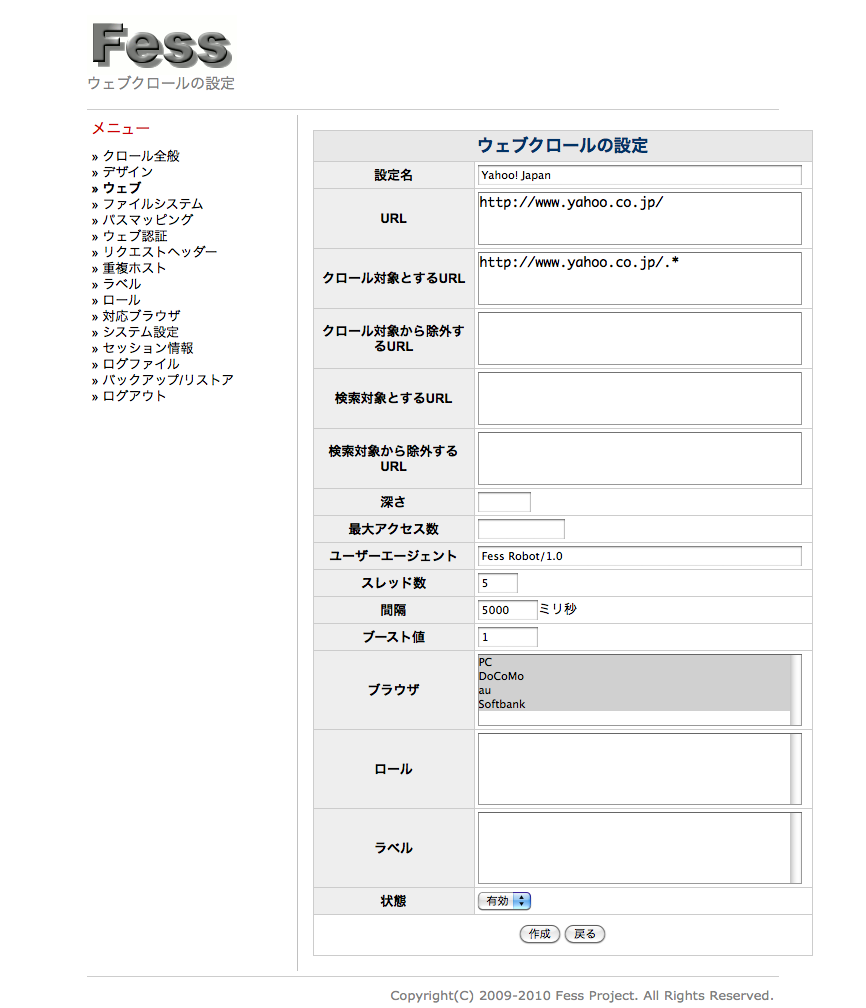 Fess
ウェブクロールの設定
メニュー
» クロール全般
» デザイン
» ウェブ
» ファイルシステム
» パスマッピング
» ウェブ認証
» リクエストヘッダー
» 重複ホスト
» ラベル
» ロール
» 対応ブラウザ
» システム設定
» セッション情報
» ログファイル
» バックアップ/リストア
» ログアウト
ウェブクロールの設定
設定名 Yahoo! Japan
URL http://www.yahoo.co.jp/
クロール対象とするURL http://www.yahoo.co.jp/.*
クロール対象から除外す
るURL
検索対象とするURL
検索対象から除外する
URL
深さ
最大アクセス数
ユーザーエージェント Fess Robot/1.0
スレッド数 5
間隔 5000 ミリ秒
ブースト値 1
ブラウザ
PC
DoCoMo
au
Softbank
ロール
ラベル
状態 有効
作成 戻る
Copyright(C) 2009-2010 Fess Project. All Rights Reserved.